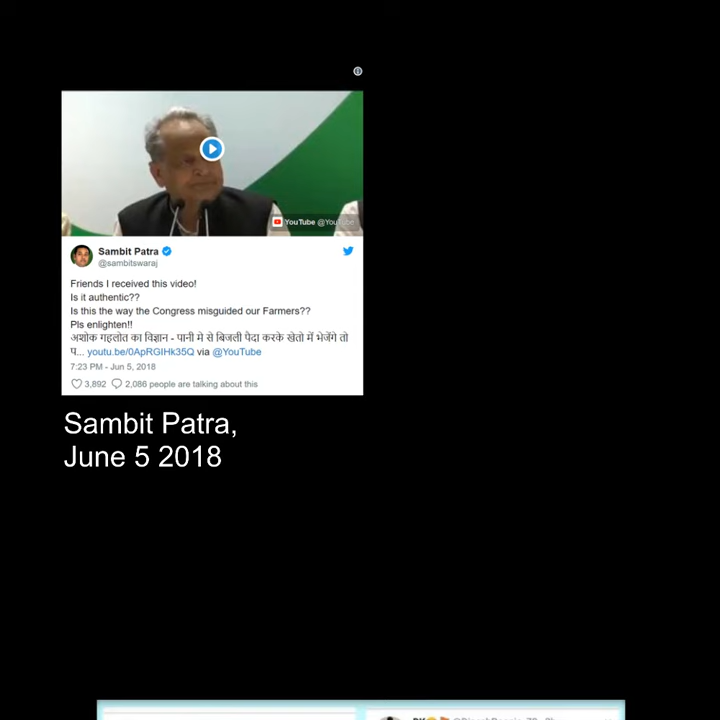 YouTube @YouTube
Sambit Patra
@sambitswaraj
Friends I received this video!
Is it authentic??
Is this the way the Congress misguided our Farmers??
Pls enlighten!!
अशोक गहलोत का विज्ञान - पानी मे से बिजली पेदा करके खेतो में भेजेंगे तो
प... youtu.be/0ApRGIHk35Q via @YouTube
7:23 PM - Jun 5, 2018
3,892 2,086 people are talking about this
Sambit Patra,
June 5 2018